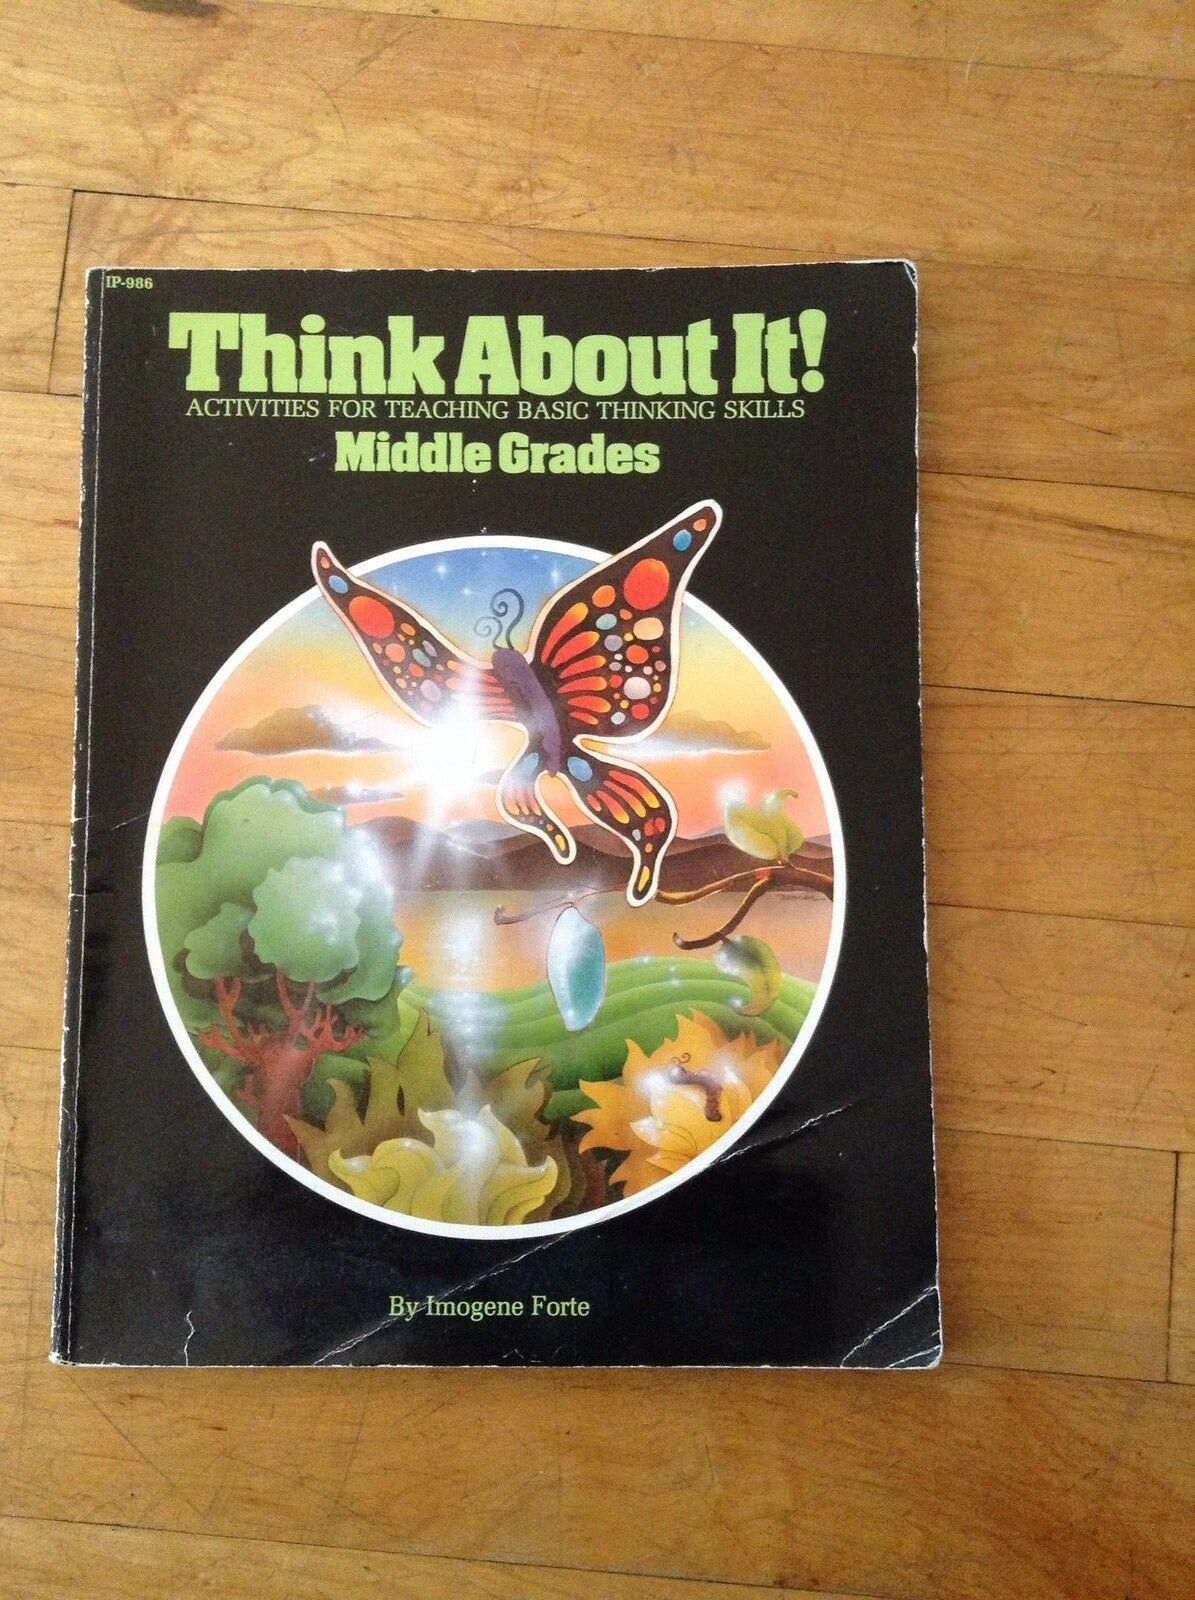 IP-986
Think About It!
ACTIVITIES FOR TEACHING BASIC THINKING SKILLS
Middle Grades
By Imogene Forte